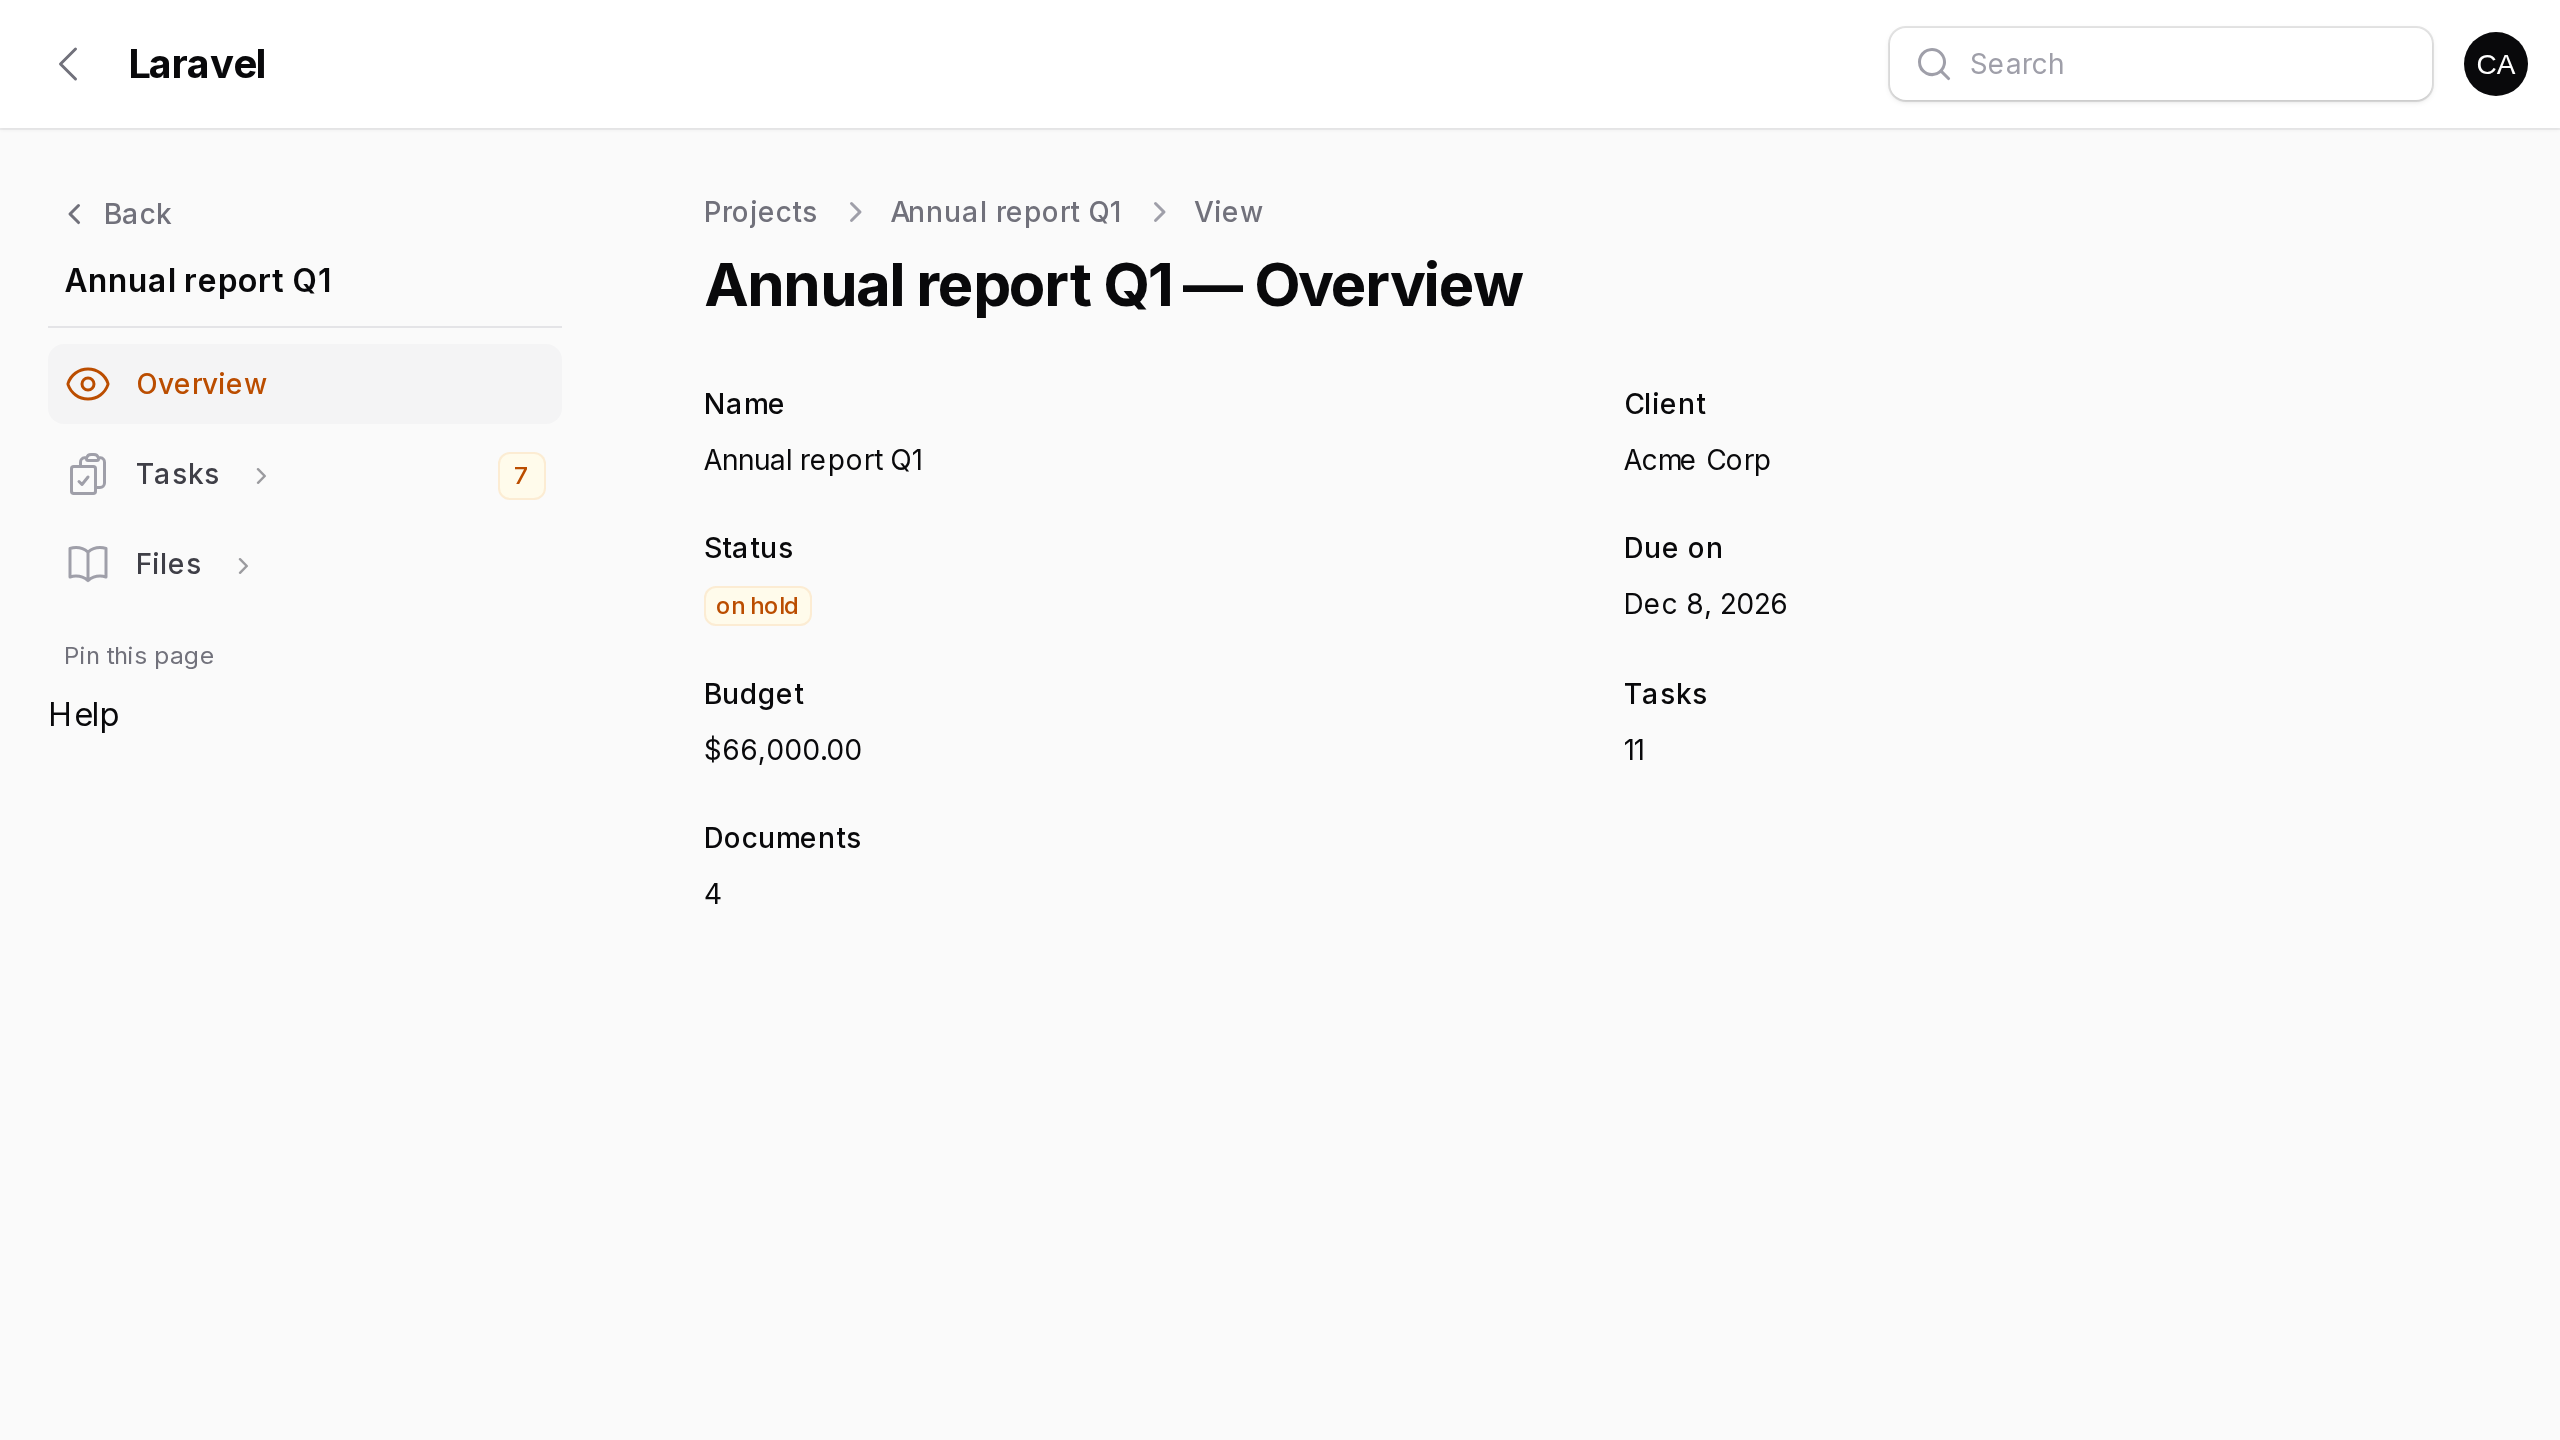 Laravel
Search
CA
Back
Annual report Q1
Overview
Tasks
7
Files
Pin this page
Help
Projects > Annual report Q1 > View
Annual report Q1 — Overview
Name
Annual report Q1
Client
Acme Corp
Status
on hold
Due on
Dec 8, 2026
Budget
$66,000.00
Tasks
11
Documents
4